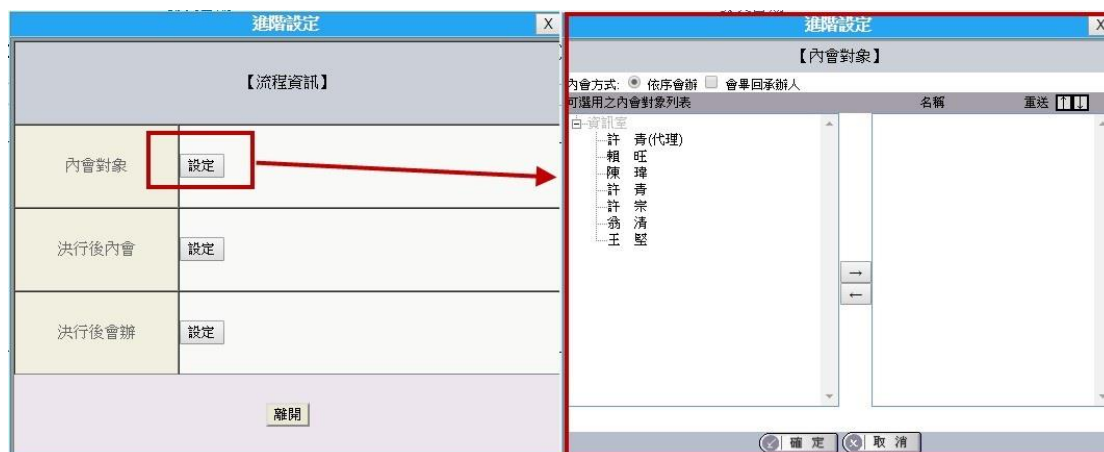 進階設定 X
【流程資訊】
內會對象 設定
決行後內會 設定
決行後會辦 設定
離開
進階設定 X
【內會對象】
內會方式: 依序會辦 會畢回承辦人
可選用之內會對象列表 名稱 重送 ↑↓
資訊室
許 青(代理)
賴 旺
陳 瑋
許 青
許 宗
翁 清
王 堅
→
←
確 定 取 消